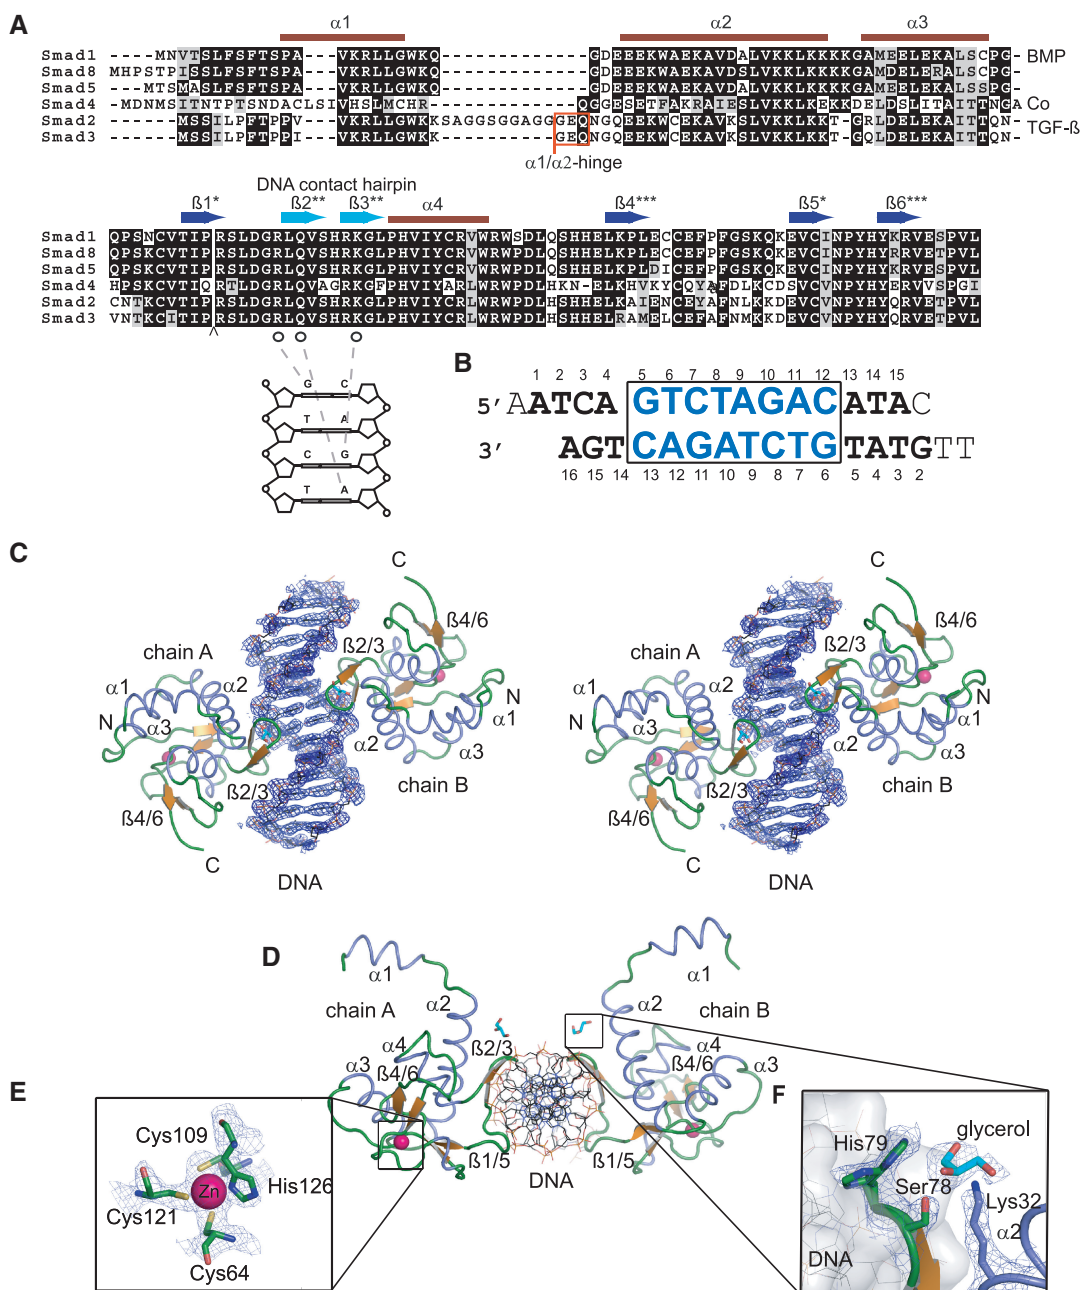 A
α1 α2 α3
Smad1 -----MNVTSLFSFTSPA---VKRLLGWKQ-------------GDEEEKWAEKAVDALVKKLKKKKGAMEELEKALSCPG- BMP
Smad8 MHPSTPISSLFSFTSPA---VKRLLGWKQ-------------GDEEEKWAEKAVDSLVKKLKKKKGAMDELERALSCPG-
Smad5 ----MTSMASLFSFTSPA---VKRLLGWKQ-------------GDEEEKWAEKAVDALVKKLKKKKGAMEELEKALSSPG-
Smad4 -MDNMSITNTPTSNDACLSIVHSLMCHR------------QGGESETFAKRAIESLVKKLKEKKDELDSLITAITTNGA Co
Smad2 ------MSSILPFTPPV---VKRLLGWKKSAGGSGGAGGGEQNGQEEKWCEKAVKSLVKKLKK-TGRLDELEKAITTQN- TGF-ß
Smad3 ------MSSILPFTPPI---VKRLLGWKK-----------GEQNGQEEKWCEKAVKSLVKKLKK-TGQLDELEKAITTQN-
α1/α2-hinge
DNA contact hairpin
ß1* ß2** ß3** α4 ß4*** ß5* ß6***
Smad1 QPSNCVTIPRSLDGRLQVSHRKGLPHVIYCRVWRWSDLQSHHELKPLECCEFPFGSKQKEVCINPYHYKRVESPVL
Smad8 QPSKCVTIPRSLDGRLQVSHRKGLPHVIYCRVWRWPDLQSHHELKPLECCEFPFGSKQKEVCINPYHYRRVETPVL
Smad5 QPSKCVTIPRSLDGRLQVSHRKGLPHVIYCRVWRWPDLQSHHELKPLDICEFPFGSKQKEVCINPYHYKRVESPVL
Smad4 HPSKCVTIQRTLDGRLQVAGRKGFPHVIYARLWRWPDLHKN-ELKHVKYCQYAFDLKCDSVCVNPYHYERVVSPGI
Smad2 CNTKCVTIPRSLDGRLQVSHRKGLPHVIYCRLWRWPDLHSHHELKAIENCEYAFNLKKDEVCVNPYHYQRVETPVL
Smad3 VNTKCITIPRSLDGRLQVSHRKGLPHVIYCRLWRWPDLHSHHELRAMELCEFAFNMKKDEVCVNPYHYQRVETPVL
G C
T A
C G
T A
B
1 2 3 4 5 6 7 8 9 10 11 12 13 14 15
5’ AATCA GTCTAGAC ATAC
3’ AGT CAGATCTG TATGTT
16 15 14 13 12 11 10 9 8 7 6 5 4 3 2
C
C C
ß4/6 ß4/6
ß2/3 ß2/3
chain A chain A
α1 α2 N α1 α2 N
N α3 α1 N α3 α1
α2 α3 α2 α3
ß2/3 chain B ß2/3 chain B
ß4/6 ß4/6
C C
DNA DNA
D
α1 α1
chain A α2 α2 chain B
α4 α4
α3 ß4/6 ß2/3 ß4/6 α3
ß1/5 DNA ß1/5
E
Cys109
Zn His126
Cys121
Cys64
F
His79 glycerol
Ser78
Lys32
α2
DNA